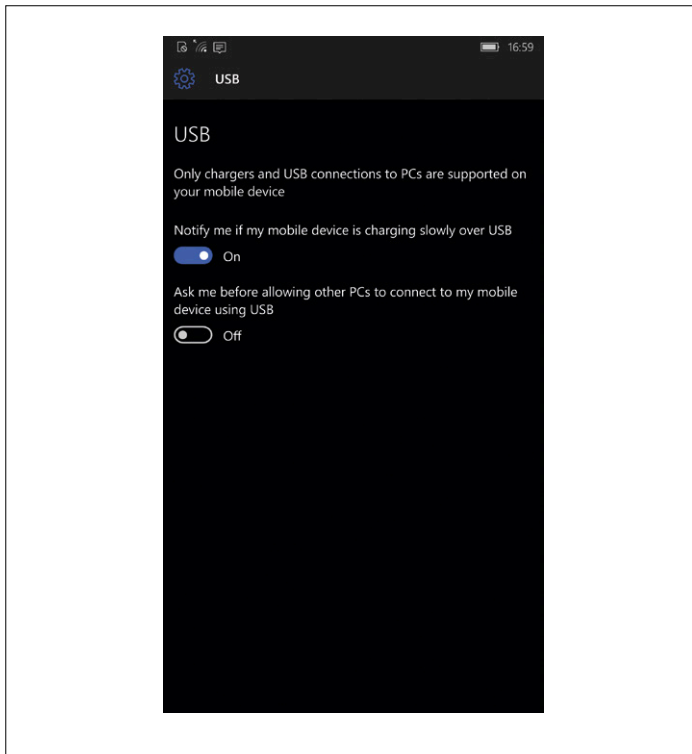 16:59
USB
USB
Only chargers and USB connections to PCs are supported on
your mobile device
Notify me if my mobile device is charging slowly over USB
On
Ask me before allowing other PCs to connect to my mobile
device using USB
Off